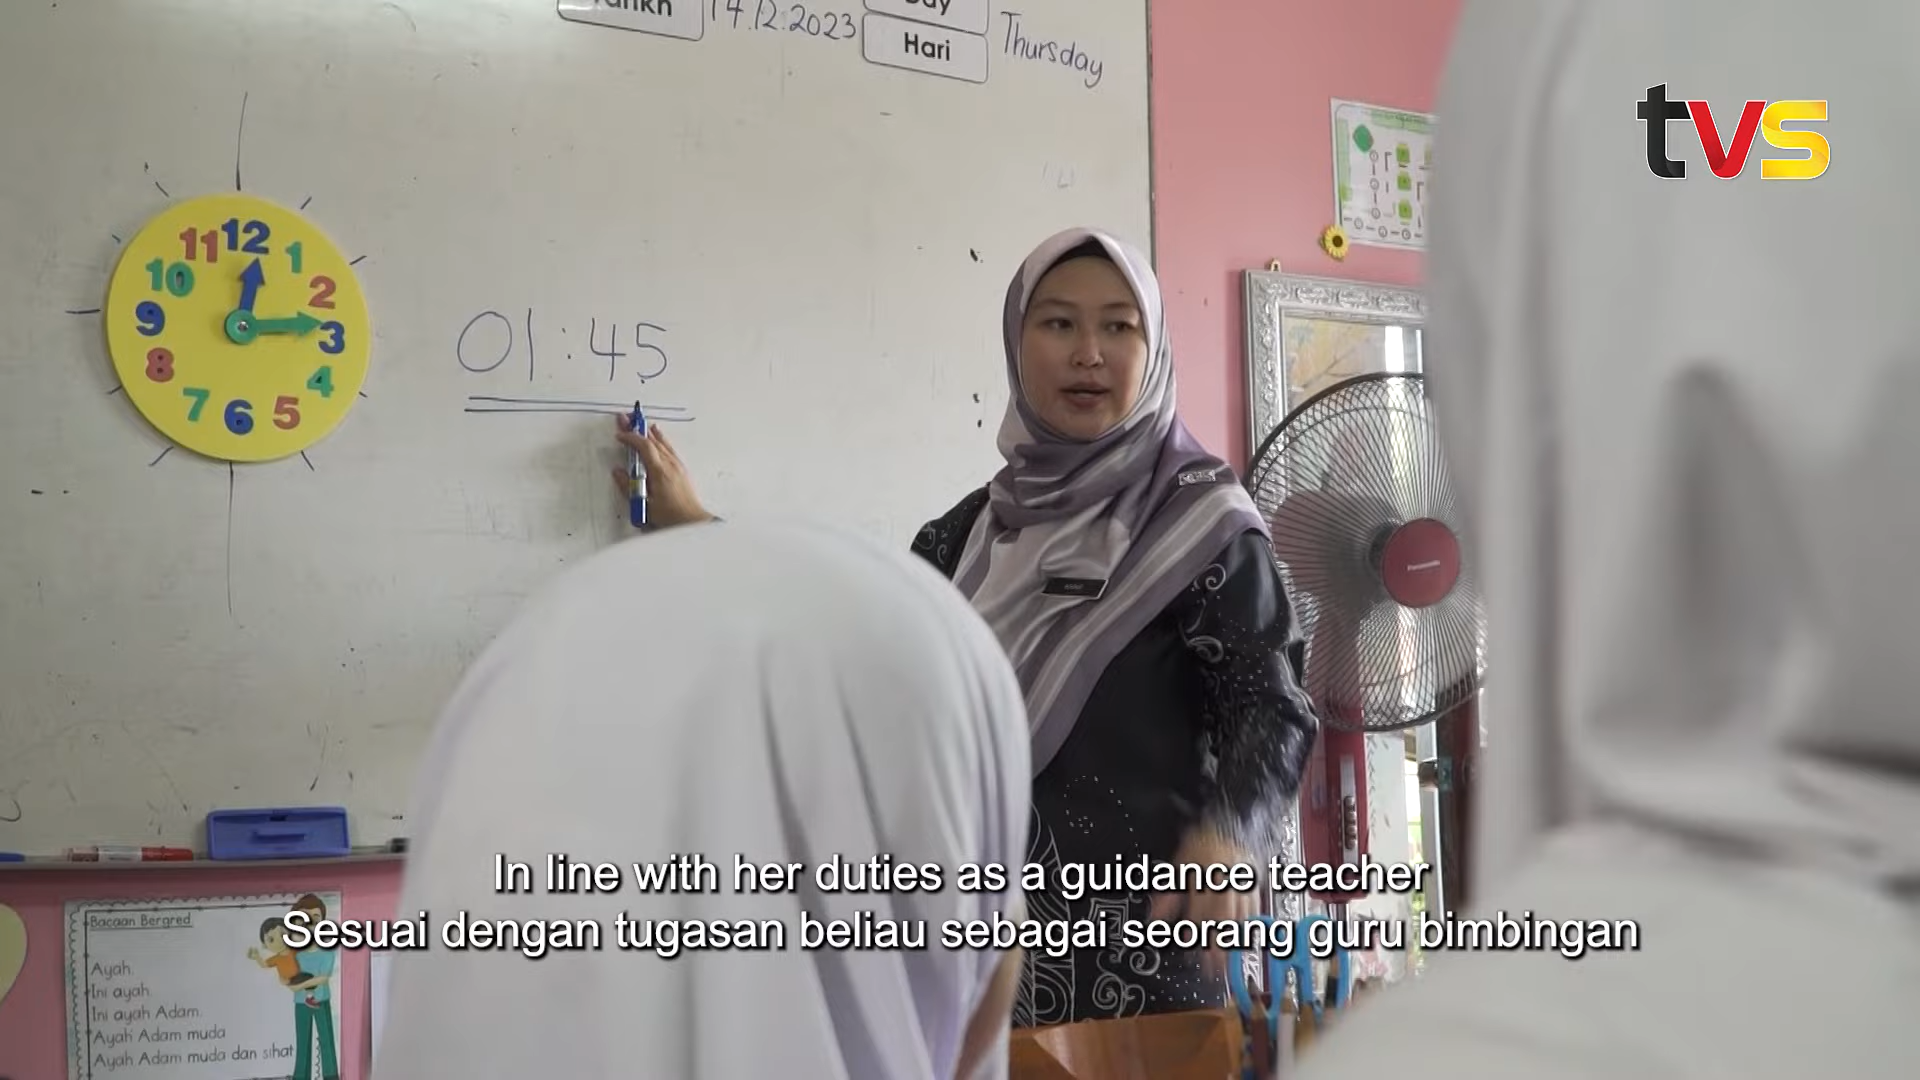 14.12.2023
Hari
Thursday
tvs
11 12 1
10 2
9 3
8 4
7 6 5
01:45
Panasonic
In line with her duties as a guidance teacher
Sesuai dengan tugasan beliau sebagai seorang guru bimbingan
Bacaan Bergred
Ayah.
Ini ayah.
Ini ayah Adam.
Ayah Adam muda
Ayah Adam muda dan sihat